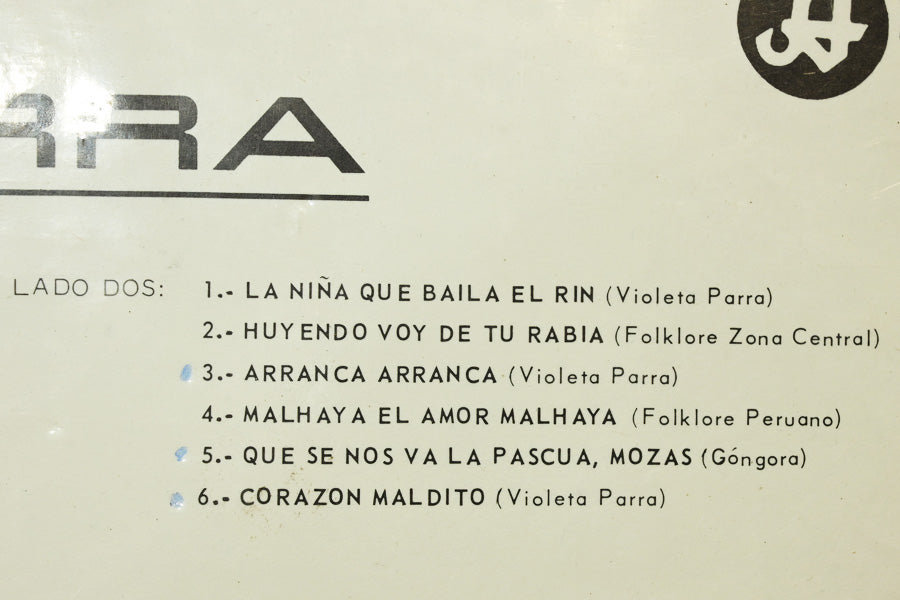 RRA
LADO DOS: 1.- LA NIÑA QUE BAILA EL RIN (Violeta Parra)
2.- HUYENDO VOY DE TU RABIA (Folklore Zona Central)
3.- ARRANCA ARRANCA (Violeta Parra)
4.- MALHAYA EL AMOR MALHAYA (Folklore Peruano)
5.- QUE SE NOS VA LA PASCUA, MOZAS (Góngora)
6.- CORAZON MALDITO (Violeta Parra)